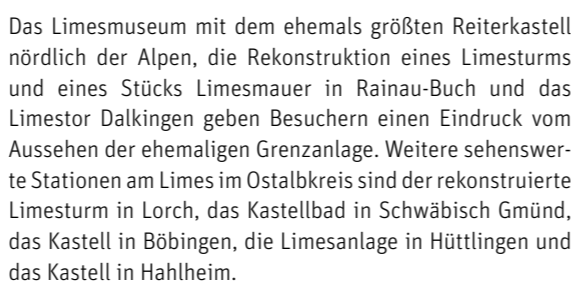 Das Limesmuseum mit dem ehemals größten Reiterkastell
nördlich der Alpen, die Rekonstruktion eines Limesturms
und eines Stücks Limesmauer in Rainau-Buch und das
Limestor Dalkingen geben Besuchern einen Eindruck vom
Aussehen der ehemaligen Grenzanlage. Weitere sehenswer-
te Stationen am Limes im Ostalbkreis sind der rekonstruierte
Limesturm in Lorch, das Kastellbad in Schwäbisch Gmünd,
das Kastell in Böbingen, die Limesanlage in Hüttlingen und
das Kastell in Hahlheim.